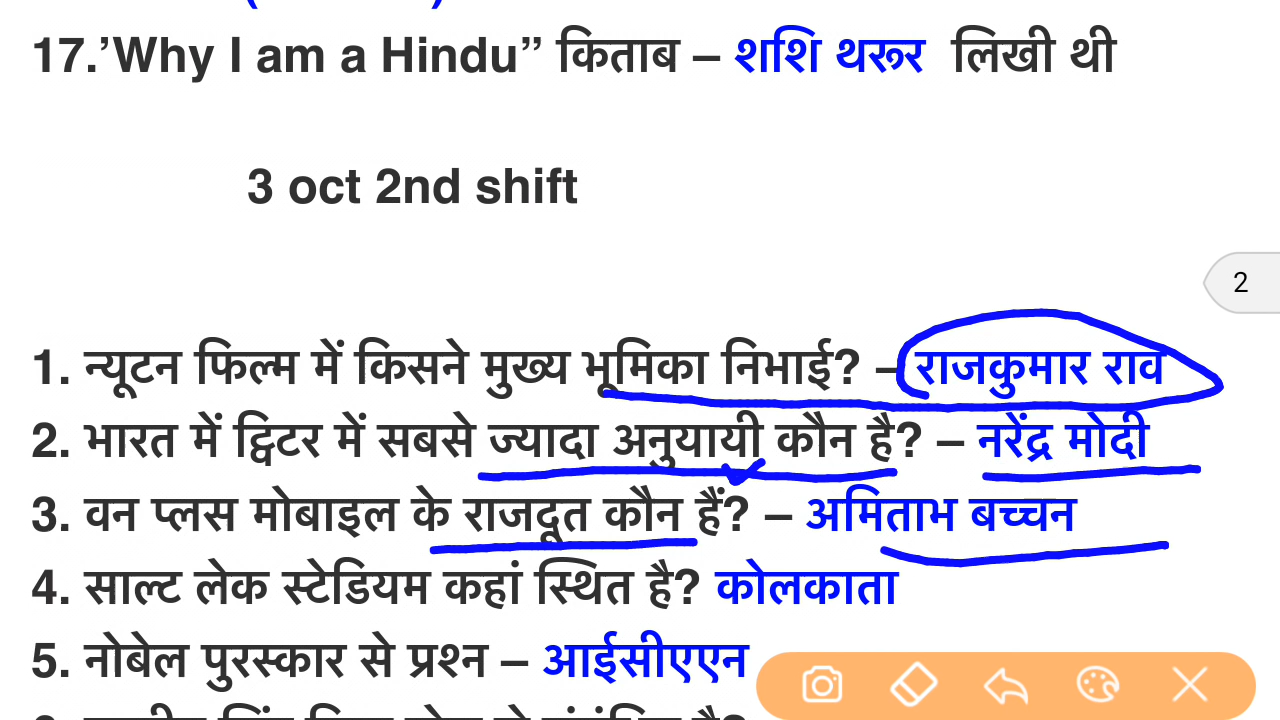 17.’Why I am a Hindu” किताब – शशि थरूर लिखी थी
3 oct 2nd shift
2
1. न्यूटन फिल्म में किसने मुख्य भूमिका निभाई? – राजकुमार राव
2. भारत में ट्विटर में सबसे ज्यादा अनुयायी कौन है? – नरेंद्र मोदी
3. वन प्लस मोबाइल के राजदूत कौन हैं? – अमिताभ बच्चन
4. साल्ट लेक स्टेडियम कहां स्थित है? कोलकाता
5. नोबेल पुरस्कार से प्रश्न – आईसीएएन